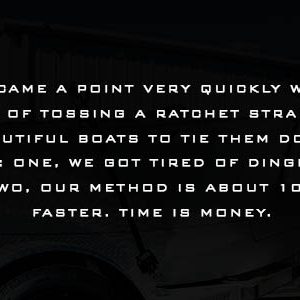 CAME A POINT VERY QUICKLY W
OF TOSSING A RATCHET STRA
UTIFUL BOATS TO TIE THEM DO
: ONE, WE GOT TIRED OF DING
WO, OUR METHOD IS ABOUT 10
FASTER. TIME IS MONEY.